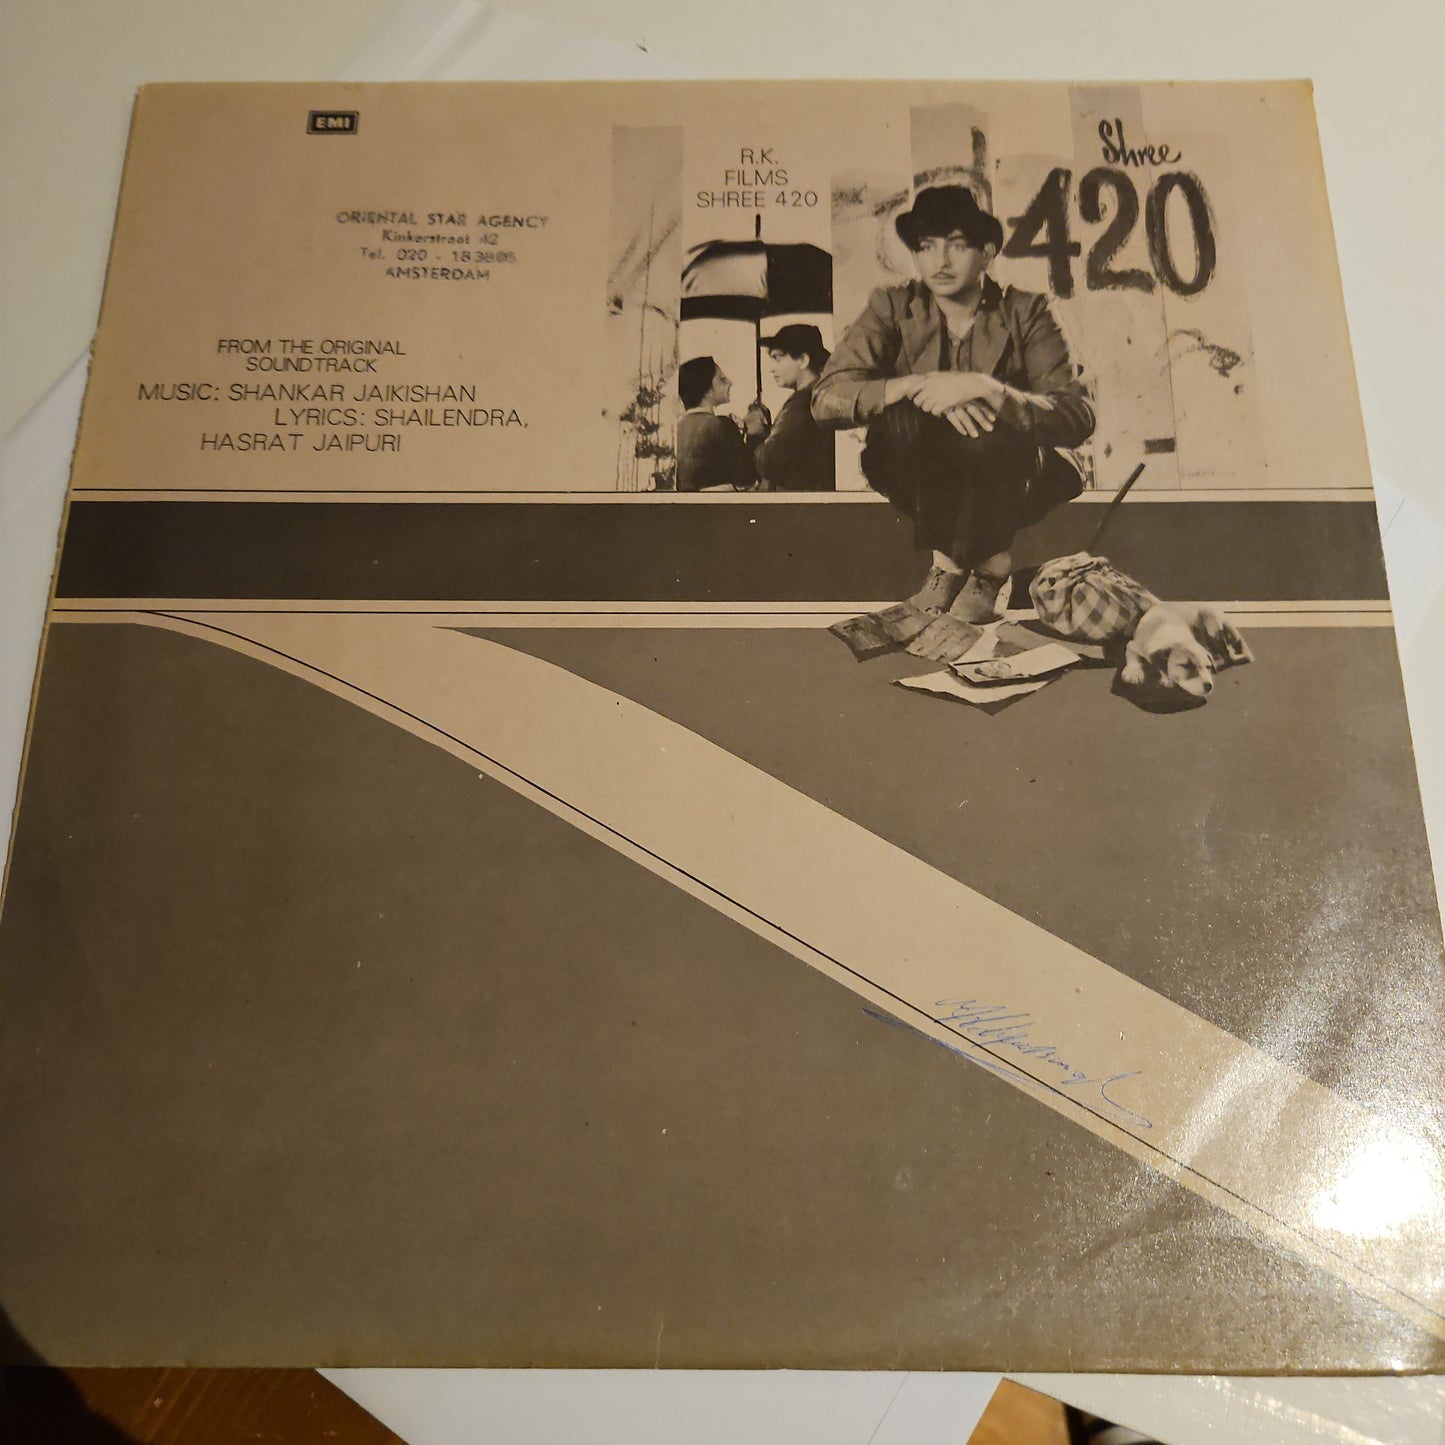 EMI
ORIENTAL STAR AGENCY
Kinkerstraat 42
Tel. 020 - 183805
AMSTERDAM
R.K.
FILMS
SHREE 420
Shree
420
FROM THE ORIGINAL
SOUNDTRACK
MUSIC: SHANKAR JAIKISHAN
LYRICS: SHAILENDRA,
HASRAT JAIPURI